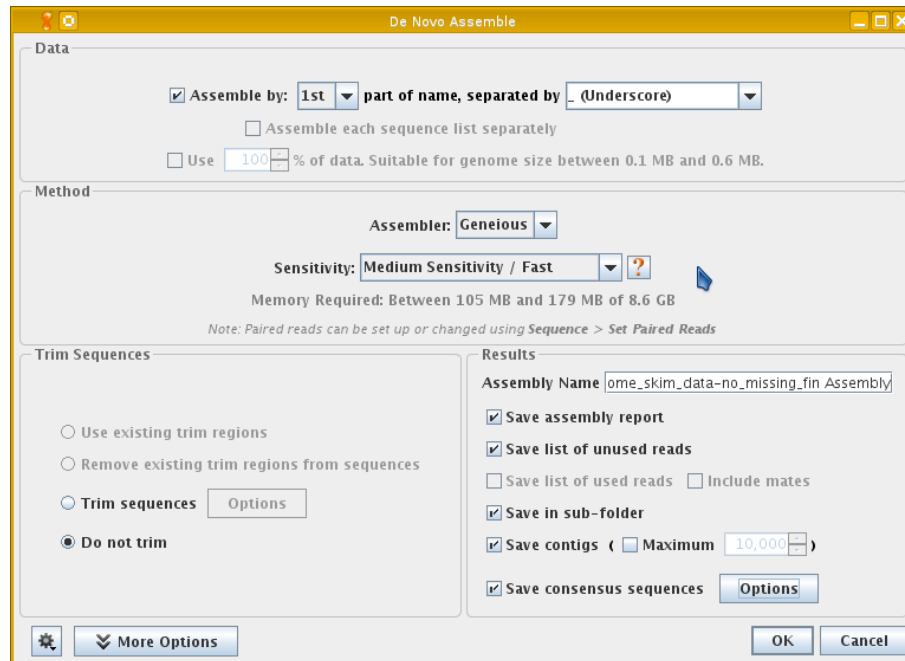 De Novo Assemble
Data
Assemble by: 1st part of name, separated by _ (Underscore)
Assemble each sequence list separately
Use 100 % of data. Suitable for genome size between 0.1 MB and 0.6 MB.
Method
Assembler: Geneious
Sensitivity: Medium Sensitivity / Fast ?
Memory Required: Between 105 MB and 179 MB of 8.6 GB
Note: Paired reads can be set up or changed using Sequence > Set Paired Reads
Trim Sequences
Use existing trim regions
Remove existing trim regions from sequences
Trim sequences Options
Do not trim
Results
Assembly Name ome_skim_data-no_missing_fin Assembly
Save assembly report
Save list of unused reads
Save list of used reads Include mates
Save in sub-folder
Save contigs ( Maximum 10,000 )
Save consensus sequences Options
More Options
OK Cancel